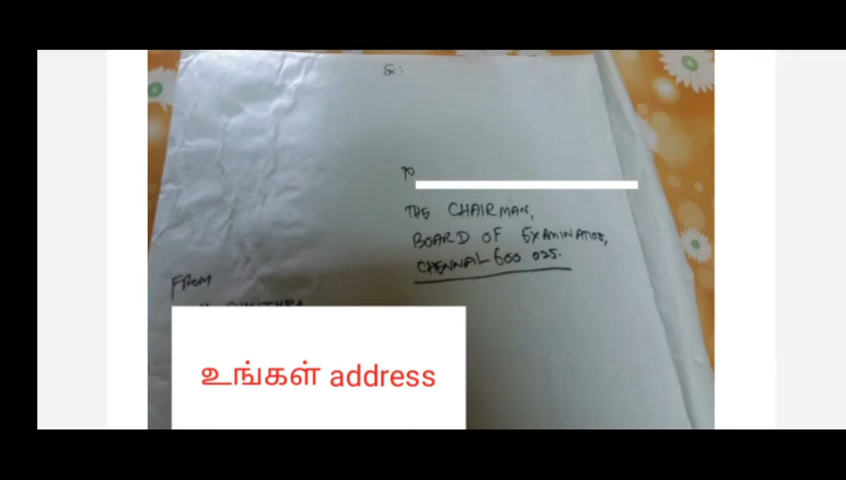 TO
THE CHAIRMAN,
BOARD OF EXAMINATION,
CHENNAI-600 025.
FROM
உங்கள் address